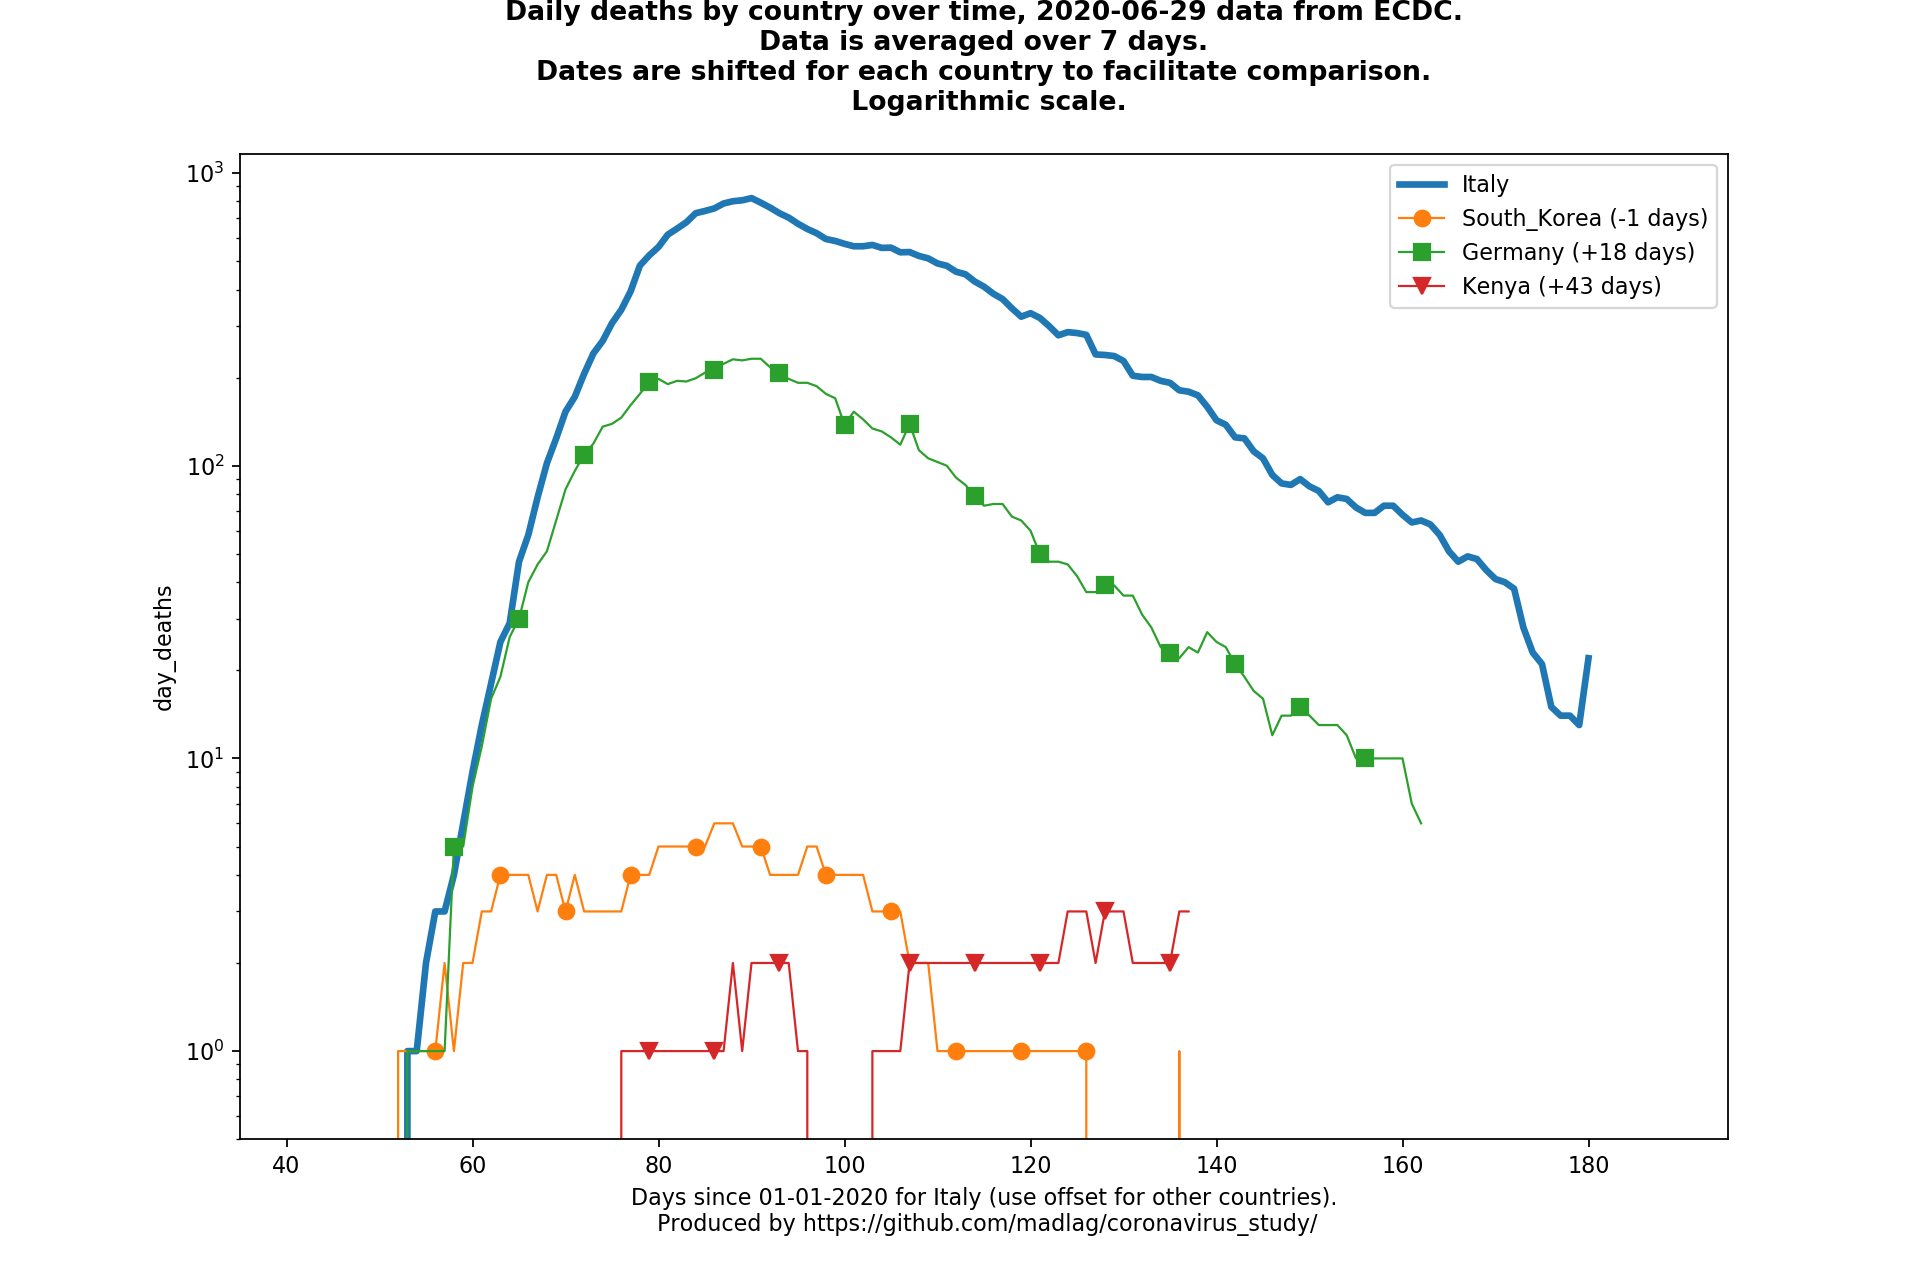 Daily deaths by country over time, 2020-06-29 data from ECDC.
Data is averaged over 7 days.
Dates are shifted for each country to facilitate comparison.
Logarithmic scale.
10³
Italy
South_Korea (-1 days)
Germany (+18 days)
Kenya (+43 days)
10²
day_deaths
10¹
10⁰
40 60 80 100 120 140 160 180
Days since 01-01-2020 for Italy (use offset for other countries).
Produced by https://github.com/madlag/coronavirus_study/